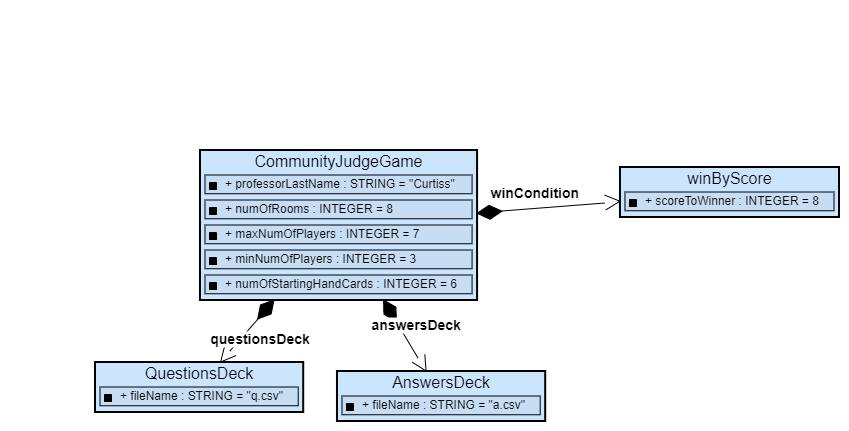 CommunityJudgeGame
+ professorLastName : STRING = "Curtiss"
+ numOfRooms : INTEGER = 8
+ maxNumOfPlayers : INTEGER = 7
+ minNumOfPlayers : INTEGER = 3
+ numOfStartingHandCards : INTEGER = 6
winCondition
winByScore
+ scoreToWinner : INTEGER = 8
questionsDeck
answersDeck
QuestionsDeck
+ fileName : STRING = "q.csv"
AnswersDeck
+ fileName : STRING = "a.csv"